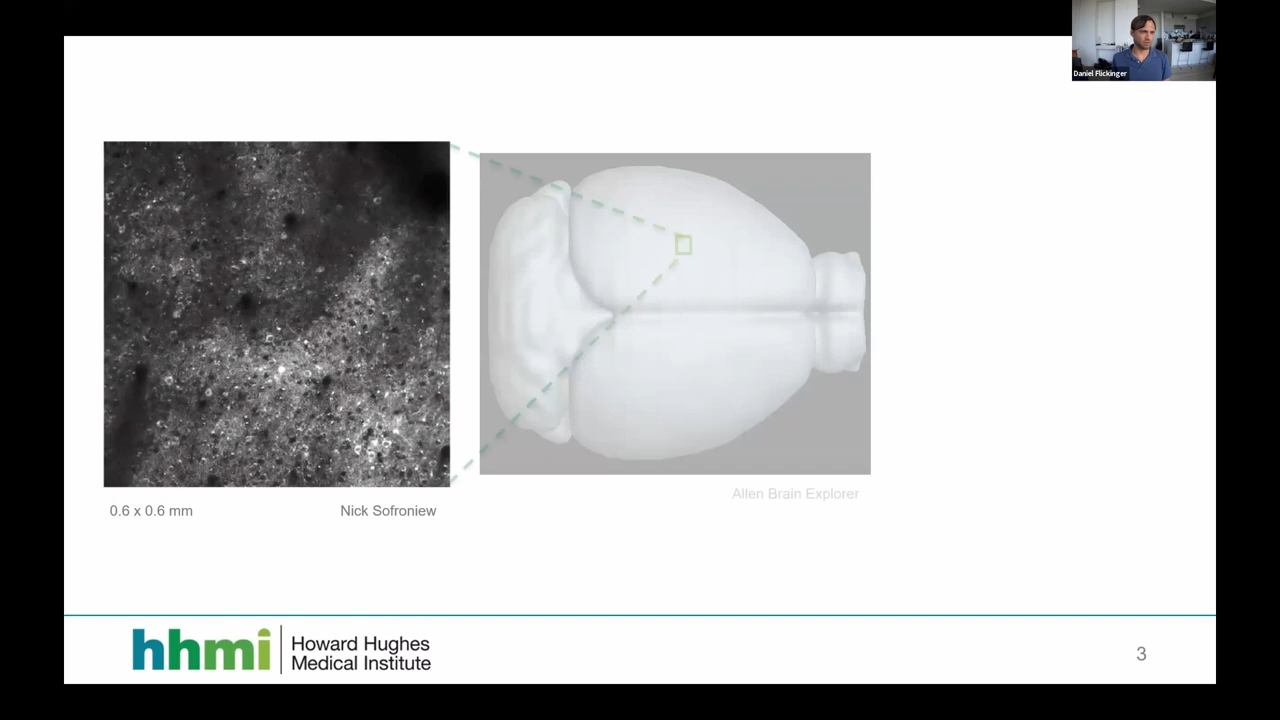 Daniel Flickinger
0.6 x 0.6 mm
Nick Sofroniew
Allen Brain Explorer
hhmi
Howard Hughes
Medical Institute
3